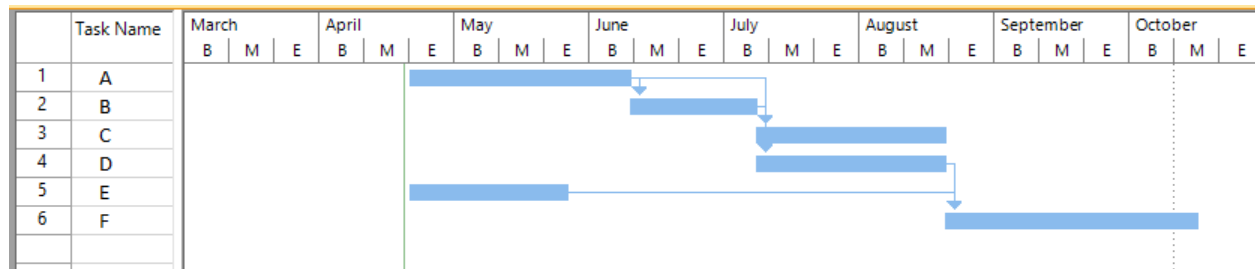 Task Name March April May June July August September October
B M E B M E B M E B M E B M E B M E B M E B M E
1 A
2 B
3 C
4 D
5 E
6 F